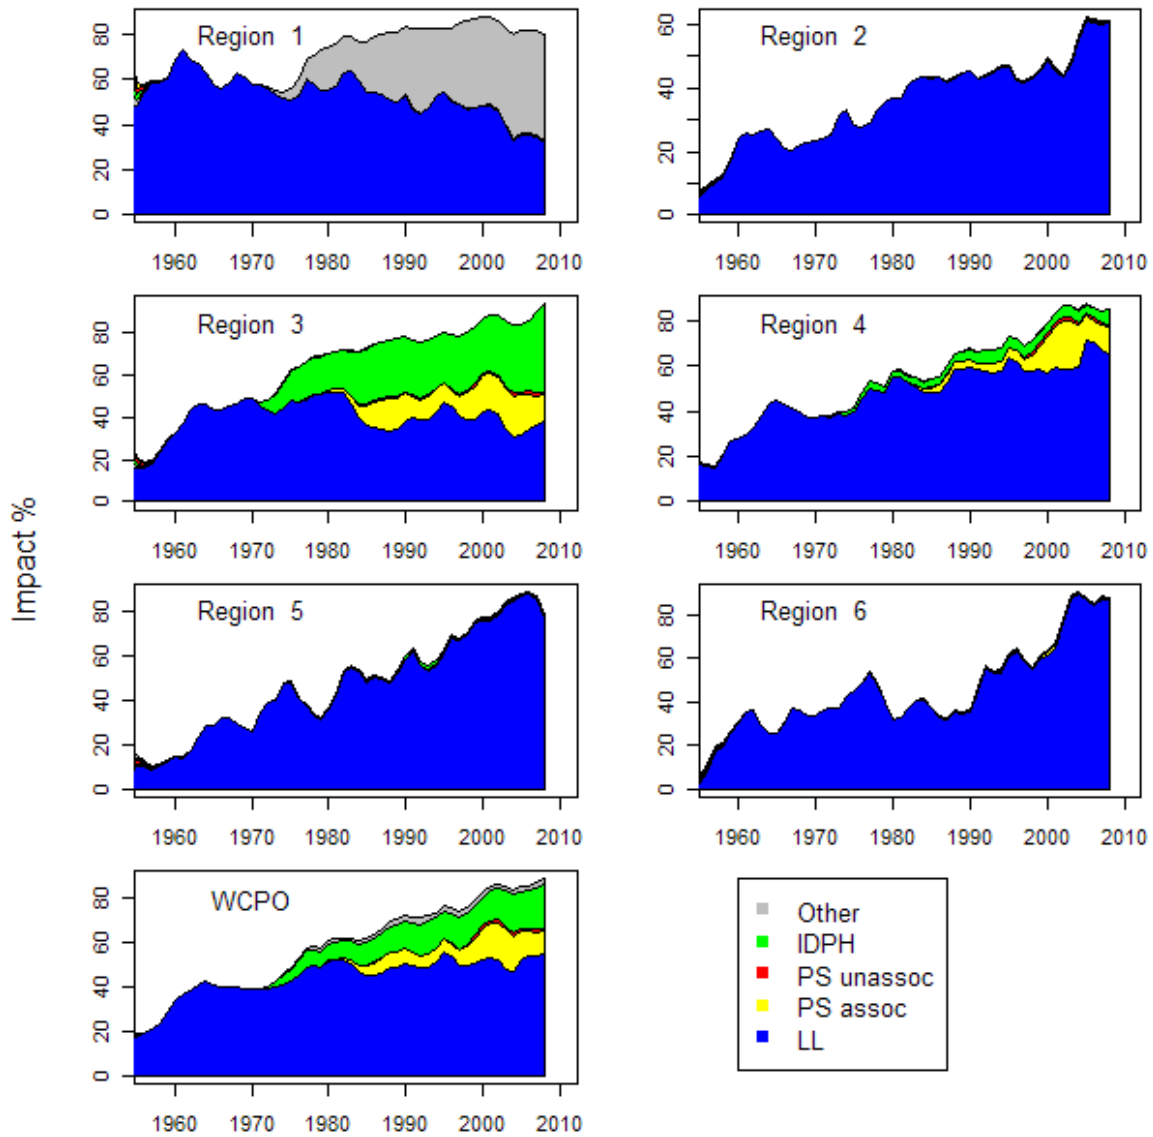 Impact %
Region 1
0 20 40 60 80
1960 1970 1980 1990 2000 2010
Region 2
0 20 40 60
1960 1970 1980 1990 2000 2010
Region 3
0 20 40 60 80
1960 1970 1980 1990 2000 2010
Region 4
0 20 40 60 80
1960 1970 1980 1990 2000 2010
Region 5
0 20 40 60 80
1960 1970 1980 1990 2000 2010
Region 6
0 20 40 60 80
1960 1970 1980 1990 2000 2010
WCPO
0 20 40 60 80
1960 1970 1980 1990 2000 2010
Other
IDPH
PS unassoc
PS assoc
LL